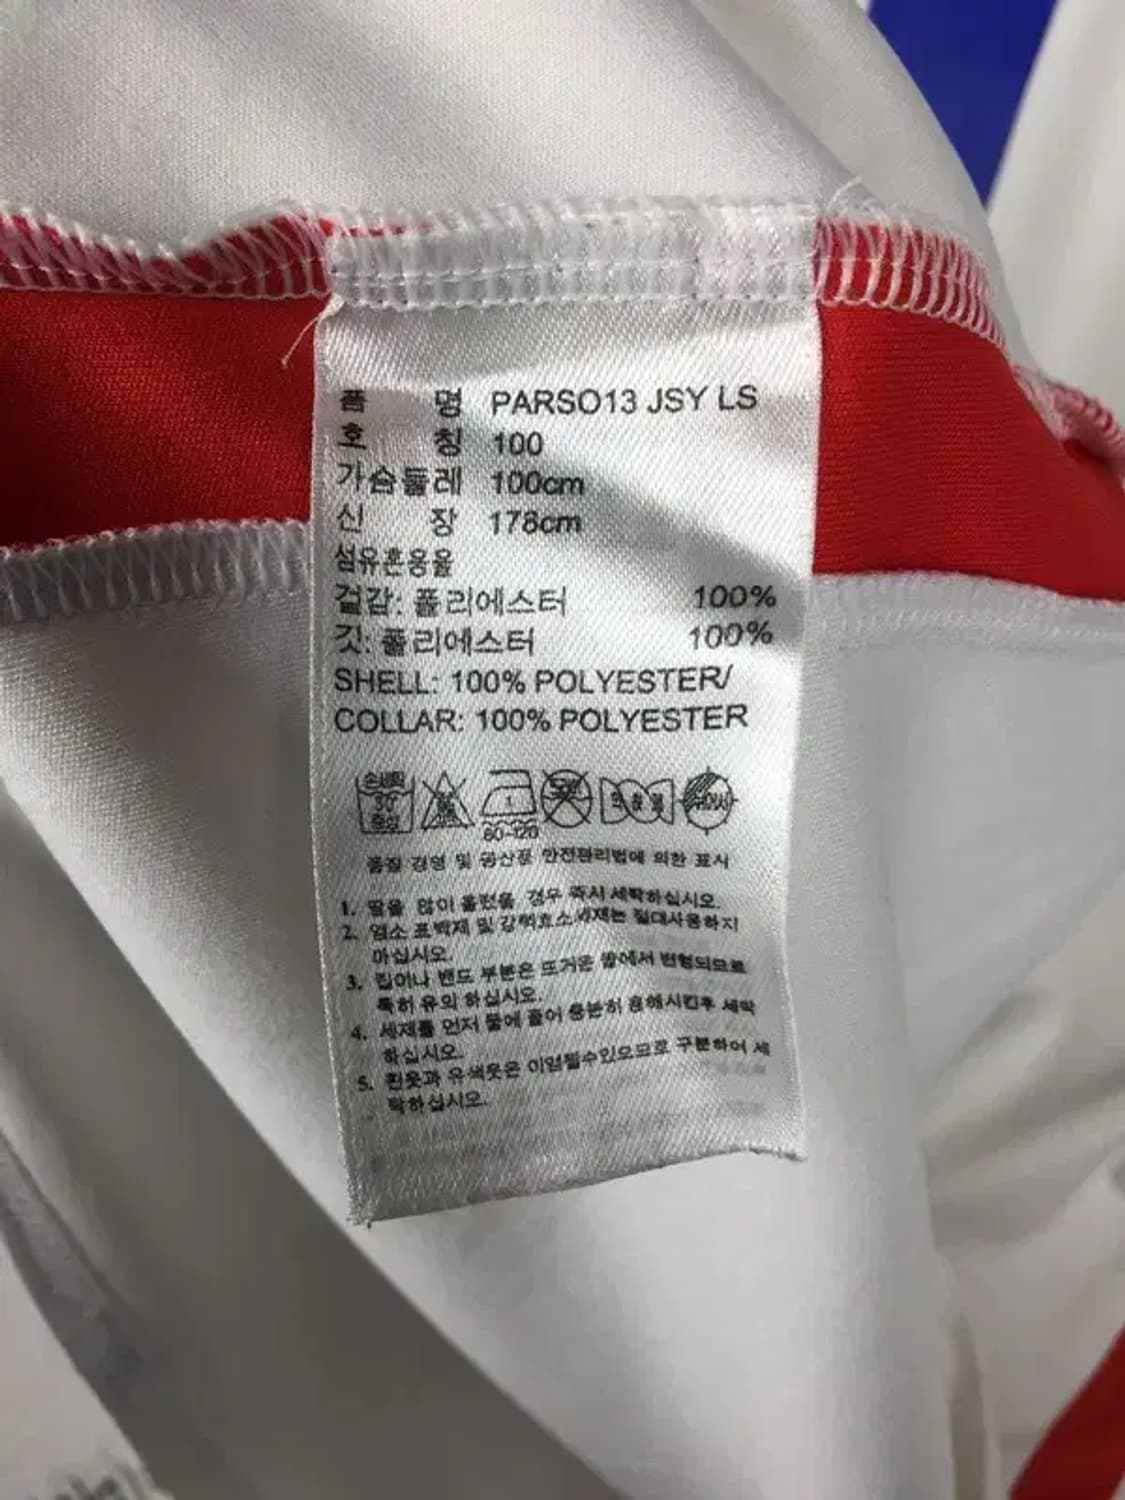 품 명 PARSO13 JSY LS
호 칭 100
가슴둘레 100cm
신 장 178cm
섬유혼용율
겉감: 폴리에스터 100%
깃: 폴리에스터 100%
SHELL: 100% POLYESTER/
COLLAR: 100% POLYESTER
손세탁 30° 중성
80~120
품질 경영 및 공산품 안전관리법에 의한 표시
1. 땀을 많이 흘렸을 경우 즉시 세탁하십시오.
2. 염소 표백제 및 강력효소세제는 절대사용하지
마십시오.
3. 집이나 밴드 부분은 뜨거운 물에서 변형되므로
특히 유의 하십시오.
4. 세제를 먼저 물에 풀어 충분히 용해시킨후 세탁
하십시오.
5. 흰옷과 유색옷은 이염될수있으므로 구분하여 세
탁하십시오.